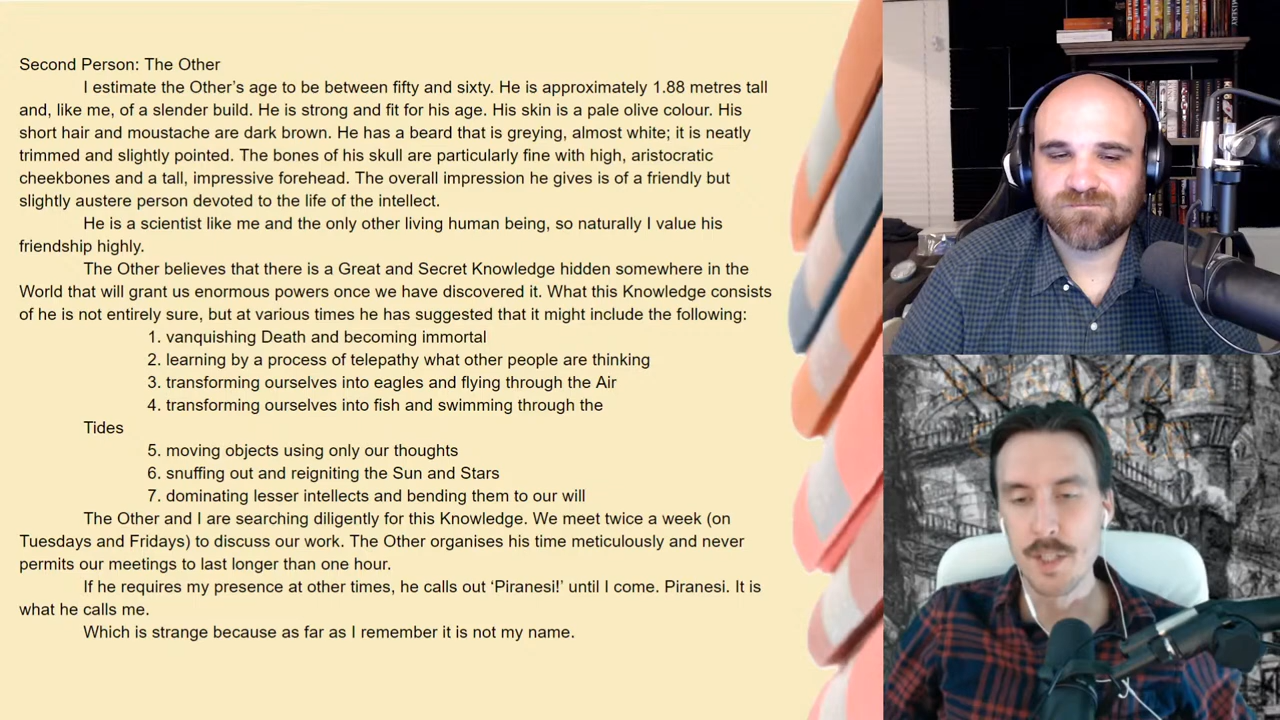 Second Person: The Other
I estimate the Other’s age to be between fifty and sixty. He is approximately 1.88 metres tall
and, like me, of a slender build. He is strong and fit for his age. His skin is a pale olive colour. His
short hair and moustache are dark brown. He has a beard that is greying, almost white; it is neatly
trimmed and slightly pointed. The bones of his skull are particularly fine with high, aristocratic
cheekbones and a tall, impressive forehead. The overall impression he gives is of a friendly but
slightly austere person devoted to the life of the intellect.
He is a scientist like me and the only other living human being, so naturally I value his
friendship highly.
The Other believes that there is a Great and Secret Knowledge hidden somewhere in the
World that will grant us enormous powers once we have discovered it. What this Knowledge consists
of he is not entirely sure, but at various times he has suggested that it might include the following:
1. vanquishing Death and becoming immortal
2. learning by a process of telepathy what other people are thinking
3. transforming ourselves into eagles and flying through the Air
4. transforming ourselves into fish and swimming through the
Tides
5. moving objects using only our thoughts
6. snuffing out and reigniting the Sun and Stars
7. dominating lesser intellects and bending them to our will
The Other and I are searching diligently for this Knowledge. We meet twice a week (on
Tuesdays and Fridays) to discuss our work. The Other organises his time meticulously and never
permits our meetings to last longer than one hour.
If he requires my presence at other times, he calls out ‘Piranesi!’ until I come. Piranesi. It is
what he calls me.
Which is strange because as far as I remember it is not my name.
MISERY
SUSANNA